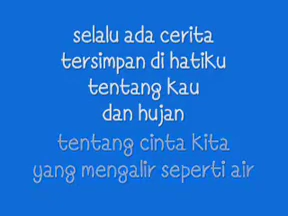 selalu ada cerita
tersimpan di hatiku
tentang kau
dan hujan
tentang cinta kita
yang mengalir seperti air